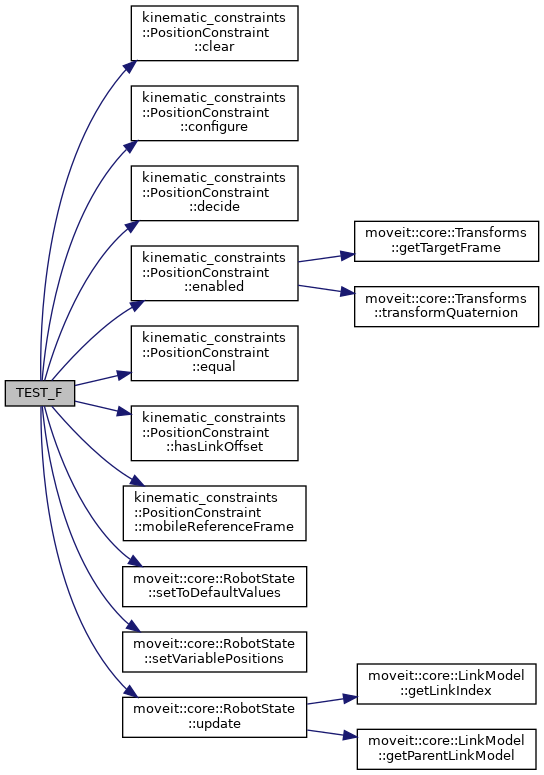 kinematic_constraints
::PositionConstraint
::clear
kinematic_constraints
::PositionConstraint
::configure
kinematic_constraints
::PositionConstraint
::decide
kinematic_constraints
::PositionConstraint
::enabled
moveit::core::Transforms
::getTargetFrame
moveit::core::Transforms
::transformQuaternion
kinematic_constraints
::PositionConstraint
::equal
TEST_F
kinematic_constraints
::PositionConstraint
::hasLinkOffset
kinematic_constraints
::PositionConstraint
::mobileReferenceFrame
moveit::core::RobotState
::setToDefaultValues
moveit::core::RobotState
::setVariablePositions
moveit::core::RobotState
::update
moveit::core::LinkModel
::getLinkIndex
moveit::core::LinkModel
::getParentLinkModel